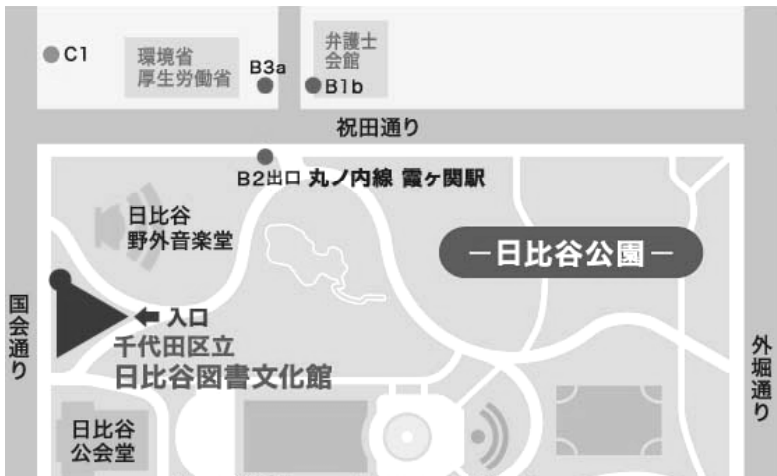 C1
環境省
厚生労働省
B3a
弁護士
会館
B1b
祝田通り
B2出口 丸ノ内線 霞ヶ関駅
日比谷
野外音楽堂
－日比谷公園－
国会通り
入口
千代田区立
日比谷図書文化館
外堀通り
日比谷
公会堂